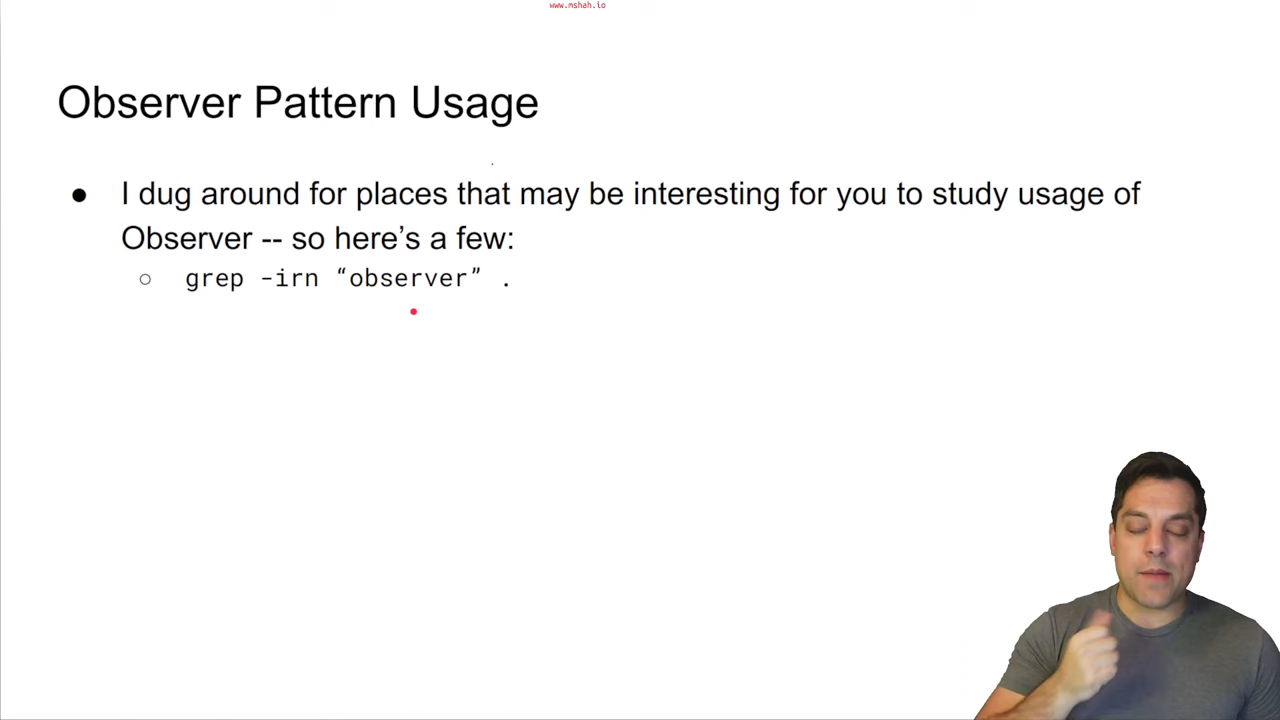 www.mshah.io
Observer Pattern Usage
● I dug around for places that may be interesting for you to study usage of
Observer -- so here’s a few:
○ grep -irn “observer” .